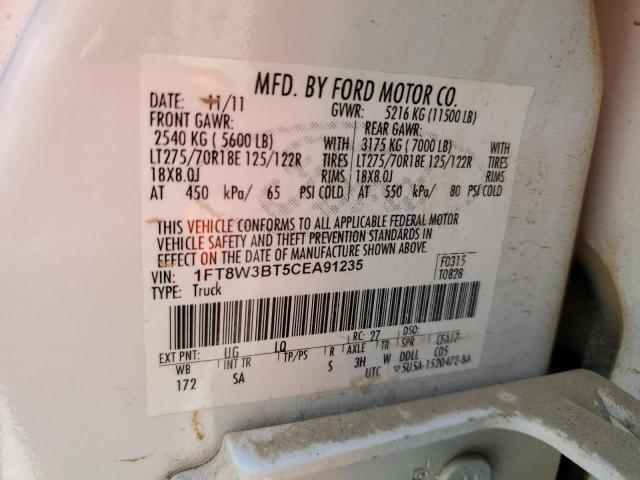 MFD. BY FORD MOTOR CO.
DATE: 11/11 GVWR: 5216 KG (11500 LB)
FRONT GAWR: REAR GAWR:
2540 KG ( 5600 LB) WITH 3175 KG ( 7000 LB) WITH
LT275/70R18E 125/122R TIRES LT275/70R18E 125/122R TIRES
18X8.0J RIMS 18X8.0J RIMS
AT 450 kPa/ 65 PSI COLD AT 550 kPa/ 80 PSI COLD
THIS VEHICLE CONFORMS TO ALL APPLICABLE FEDERAL MOTOR
VEHICLE SAFETY AND THEFT PREVENTION STANDARDS IN
EFFECT ON THE DATE OF MANUFACTURE SHOWN ABOVE.
VIN: 1FT8W3BT5CEA91235 F0315
TYPE: Truck T0828
EXT PNT: UG RC: 27 DSO:
WB INT TR TP/PS R AXLE TR SPR
172 SA S 3H W DDLL C05
UTC ▽5U5A-1520472-BA